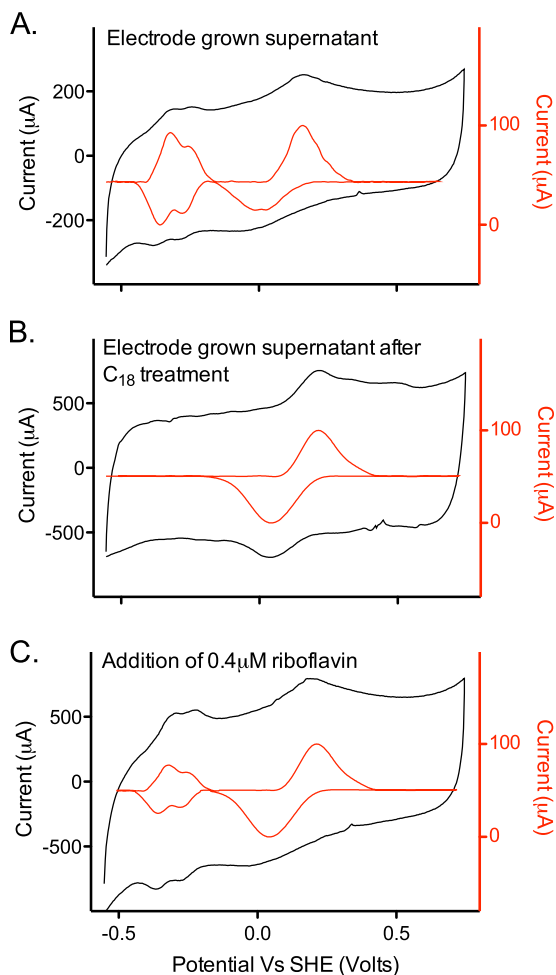 A.
Electrode grown supernatant
Current (μA)
200
0
-200
100
0
Current (μA)
B.
Electrode grown supernatant after
C18 treatment
Current (μA)
500
0
-500
100
0
Current (μA)
C.
Addition of 0.4μM riboflavin
Current (μA)
500
0
-500
100
0
Current (μA)
-0.5 0.0 0.5
Potential Vs SHE (Volts)